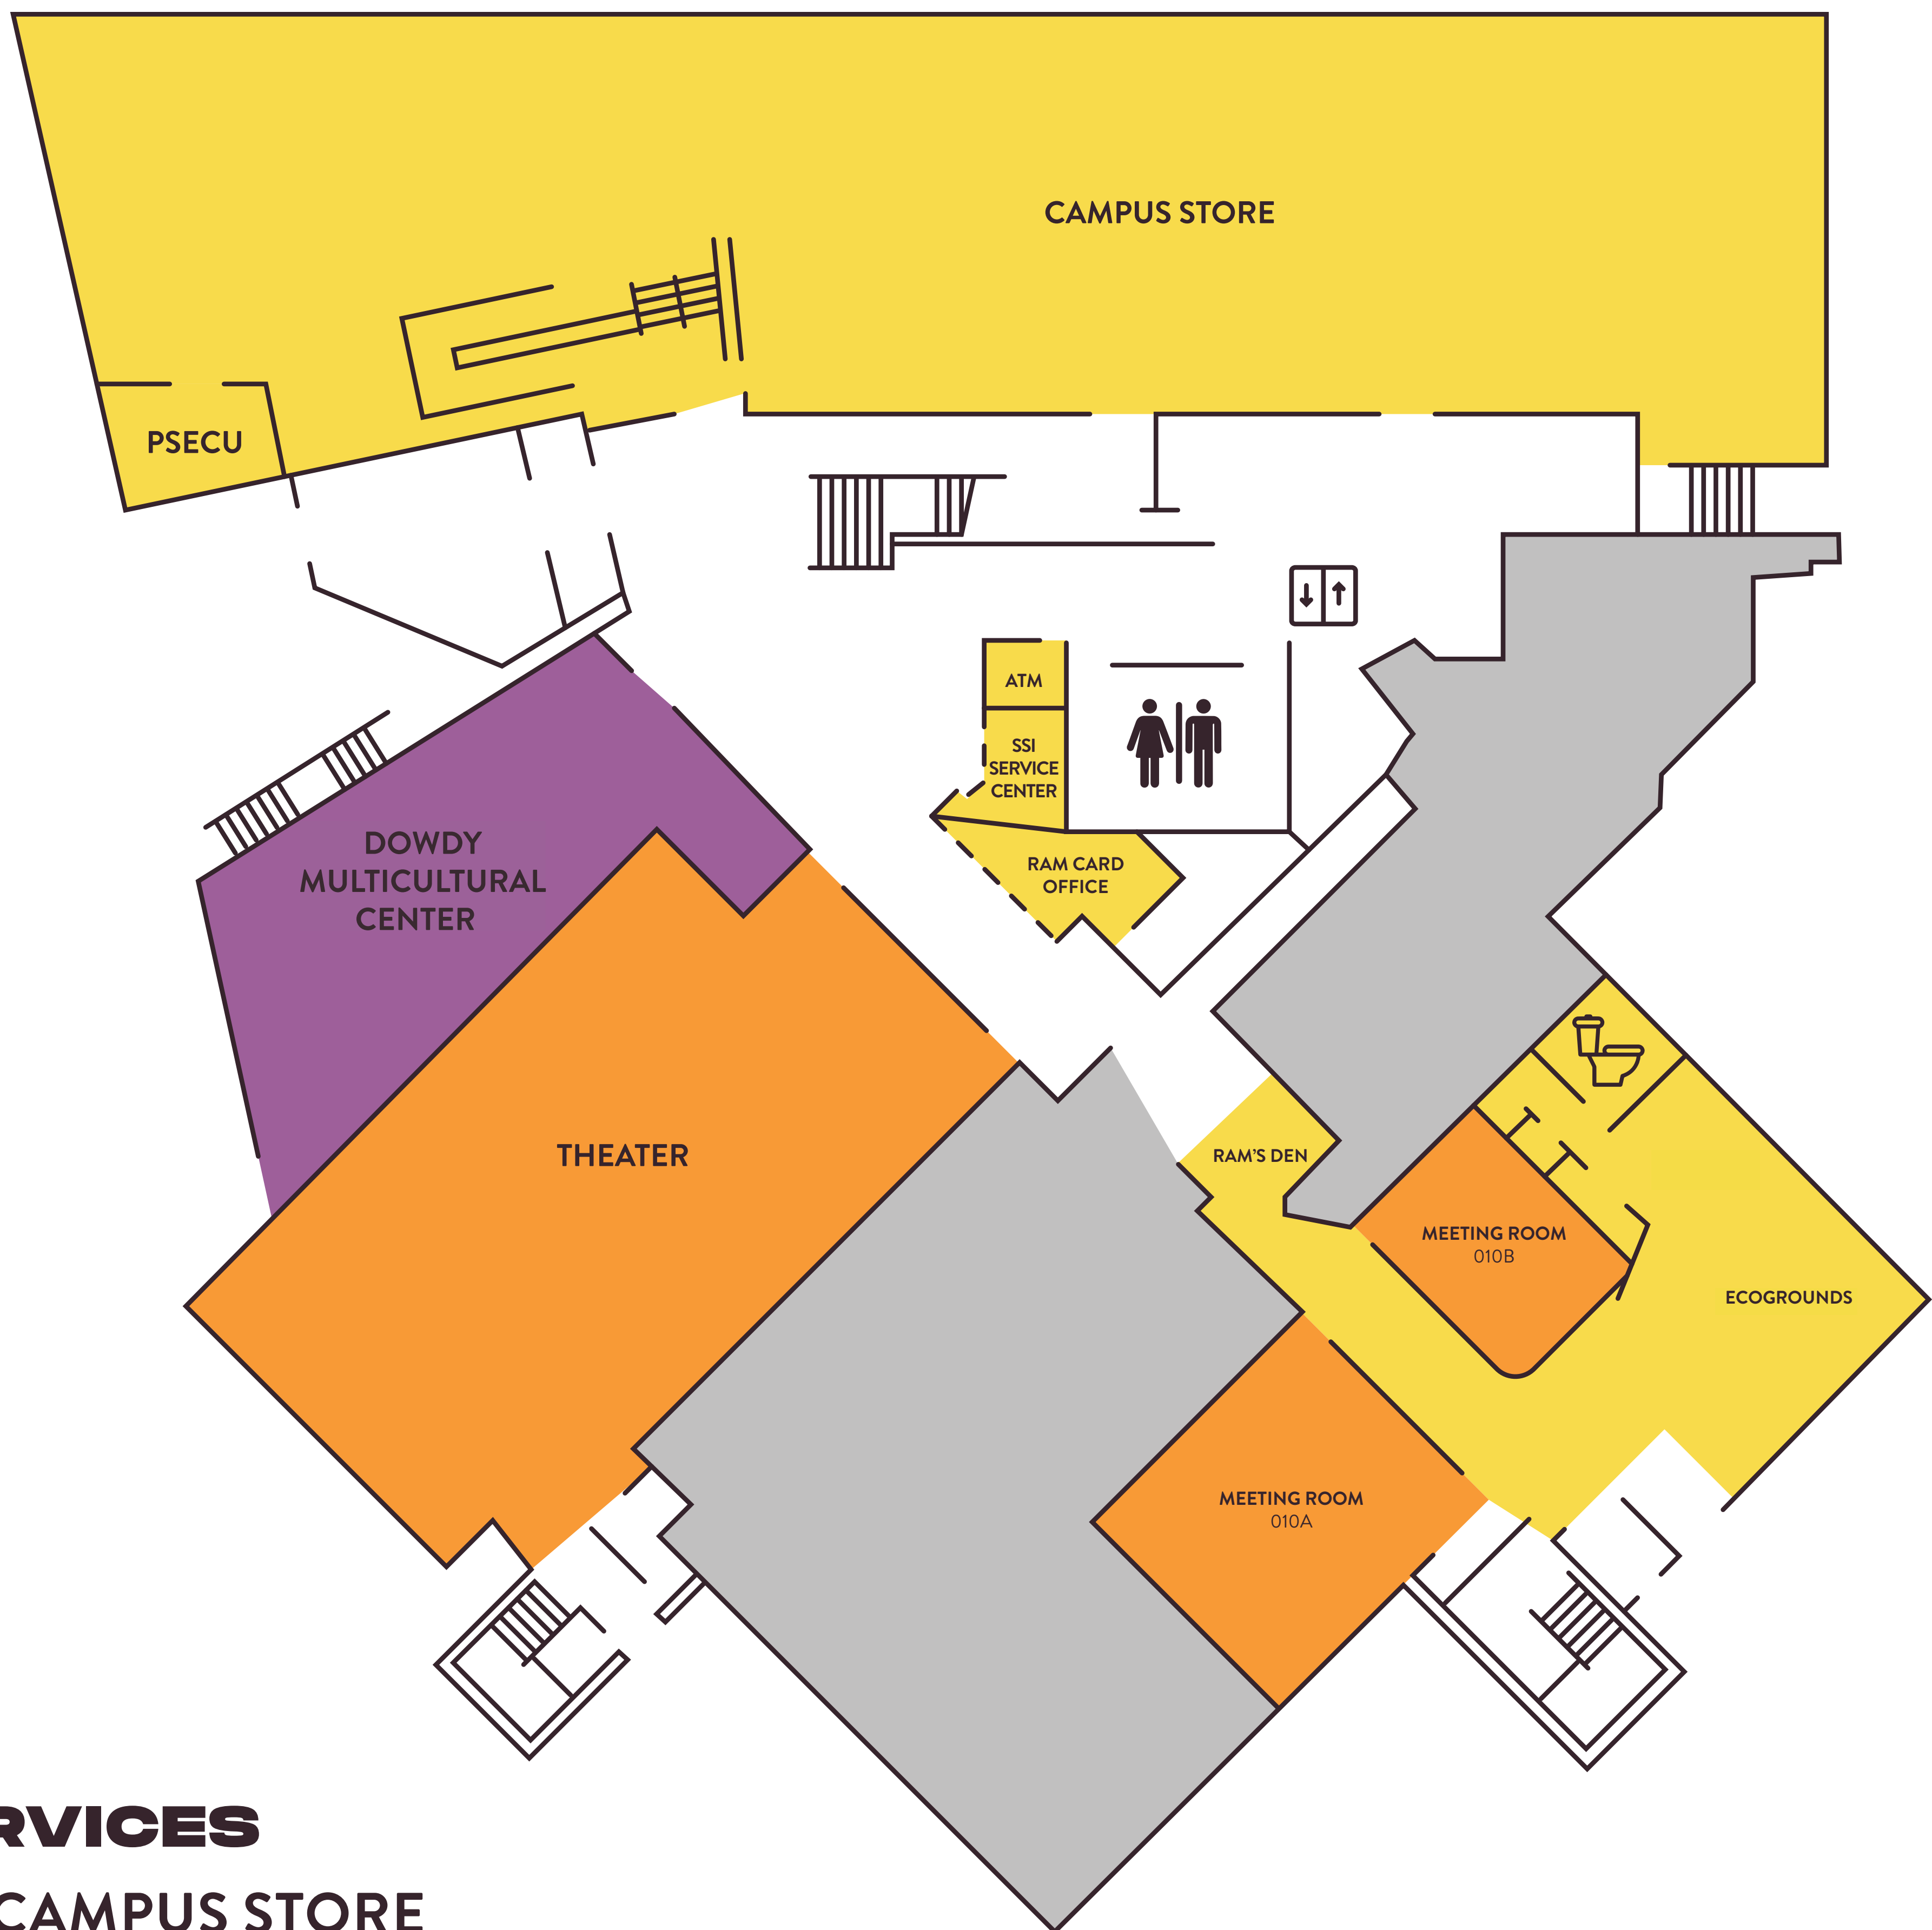 CAMPUS STORE
PSECU
ATM
SSI
SERVICE
CENTER
DOWDY
MULTICULTURAL
CENTER
RAM CARD
OFFICE
THEATER
RAM'S DEN
MEETING ROOM
010B
ECOGROUNDS
MEETING ROOM
010A
RVICES
CAMPUS STORE